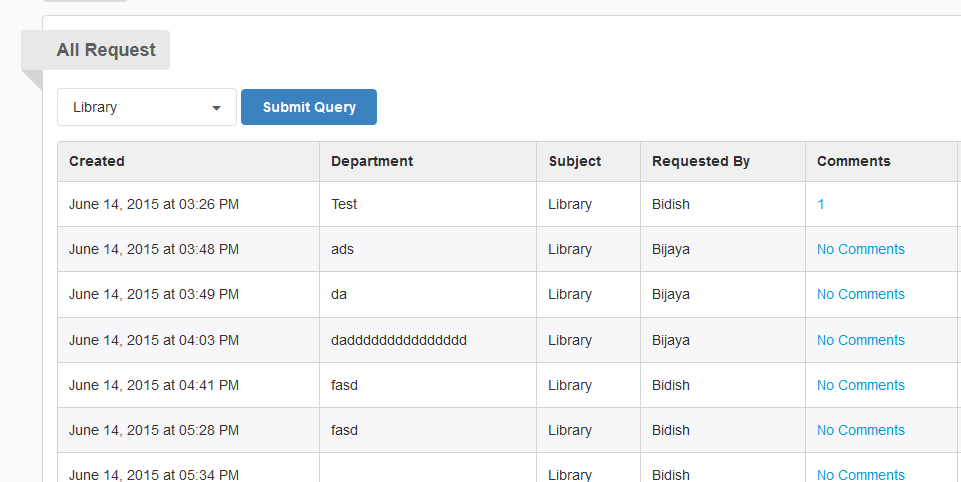 All Request
Library Submit Query
Created Department Subject Requested By Comments
June 14, 2015 at 03:26 PM Test Library Bidish 1
June 14, 2015 at 03:48 PM ads Library Bijaya No Comments
June 14, 2015 at 03:49 PM da Library Bijaya No Comments
June 14, 2015 at 04:03 PM dadddddddddddddddd Library Bijaya No Comments
June 14, 2015 at 04:41 PM fasd Library Bidish No Comments
June 14, 2015 at 05:28 PM fasd Library Bidish No Comments
June 14, 2015 at 05:34 PM Library Bidish No Comments